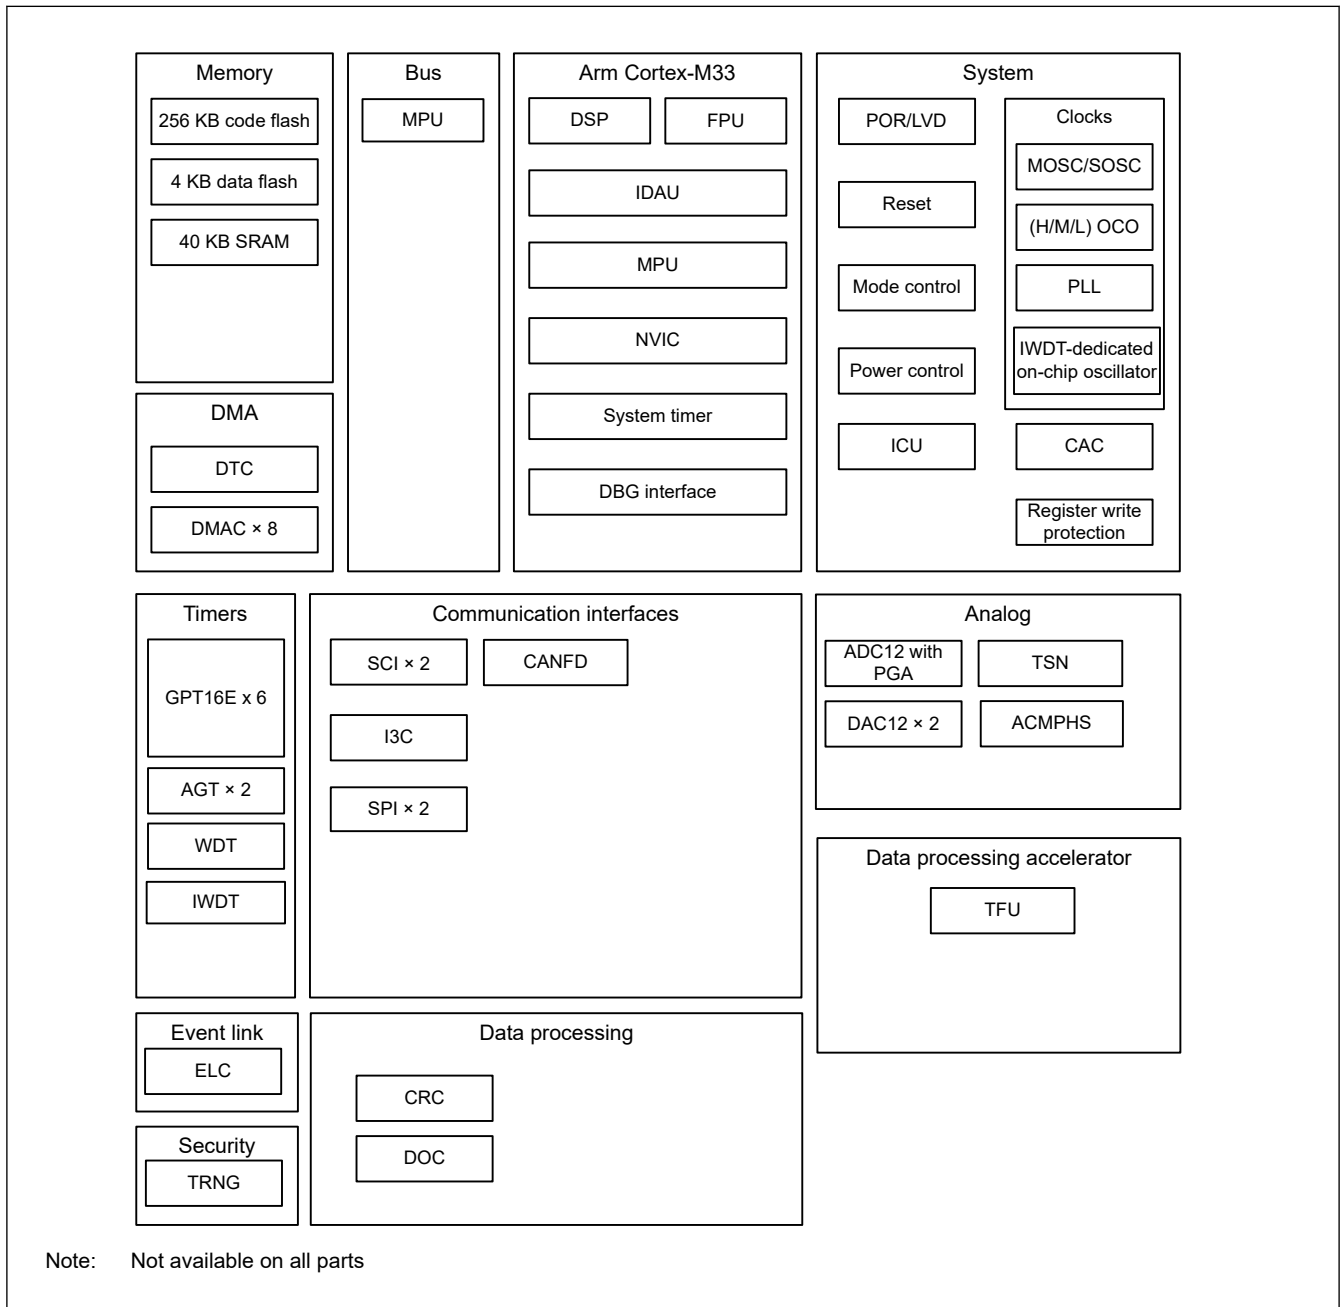 Memory
256 KB code flash
4 KB data flash
40 KB SRAM
DMA
DTC
DMAC × 8
Bus
MPU
Arm Cortex-M33
DSP
FPU
IDAU
MPU
NVIC
System timer
DBG interface
System
POR/LVD
Reset
Mode control
Power control
ICU
Clocks
MOSC/SOSC
(H/M/L) OCO
PLL
IWDT-dedicated
on-chip oscillator
CAC
Register write
protection
Timers
GPT16E x 6
AGT × 2
WDT
IWDT
Communication interfaces
SCI × 2
CANFD
I3C
SPI × 2
Analog
ADC12 with
PGA
TSN
DAC12 × 2
ACMPHS
Data processing accelerator
TFU
Event link
ELC
Security
TRNG
Data processing
CRC
DOC
Note: Not available on all parts